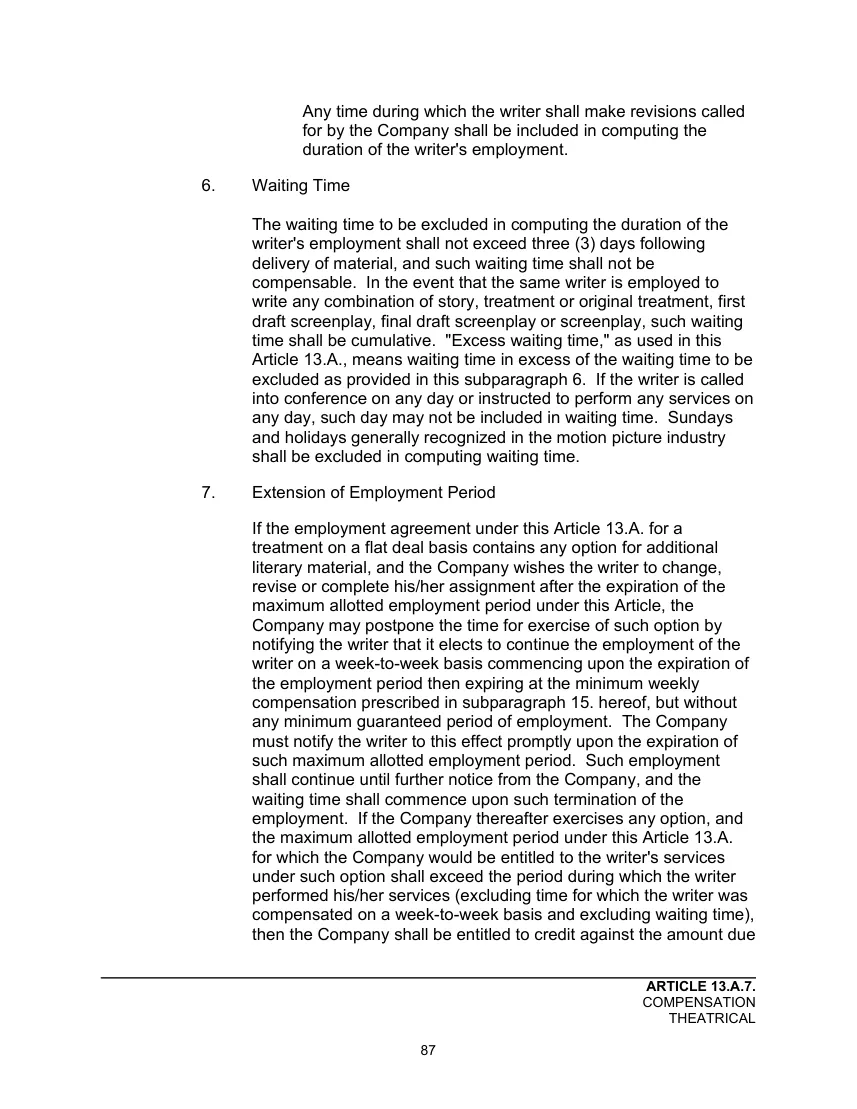 Any time during which the writer shall make revisions called
for by the Company shall be included in computing the
duration of the writer's employment.
6. Waiting Time
The waiting time to be excluded in computing the duration of the
writer's employment shall not exceed three (3) days following
delivery of material, and such waiting time shall not be
compensable.  In the event that the same writer is employed to
write any combination of story, treatment or original treatment, first
draft screenplay, final draft screenplay or screenplay, such waiting
time shall be cumulative.  "Excess waiting time," as used in this
Article 13.A., means waiting time in excess of the waiting time to be
excluded as provided in this subparagraph 6.  If the writer is called
into conference on any day or instructed to perform any services on
any day, such day may not be included in waiting time.  Sundays
and holidays generally recognized in the motion picture industry
shall be excluded in computing waiting time.
7. Extension of Employment Period
If the employment agreement under this Article 13.A. for a
treatment on a flat deal basis contains any option for additional
literary material, and the Company wishes the writer to change,
revise or complete his/her assignment after the expiration of the
maximum allotted employment period under this Article, the
Company may postpone the time for exercise of such option by
notifying the writer that it elects to continue the employment of the
writer on a week-to-week basis commencing upon the expiration of
the employment period then expiring at the minimum weekly
compensation prescribed in subparagraph 15. hereof, but without
any minimum guaranteed period of employment.  The Company
must notify the writer to this effect promptly upon the expiration of
such maximum allotted employment period.  Such employment
shall continue until further notice from the Company, and the
waiting time shall commence upon such termination of the
employment.  If the Company thereafter exercises any option, and
the maximum allotted employment period under this Article 13.A.
for which the Company would be entitled to the writer's services
under such option shall exceed the period during which the writer
performed his/her services (excluding time for which the writer was
compensated on a week-to-week basis and excluding waiting time),
then the Company shall be entitled to credit against the amount due
ARTICLE 13.A.7.
COMPENSATION
THEATRICAL
87